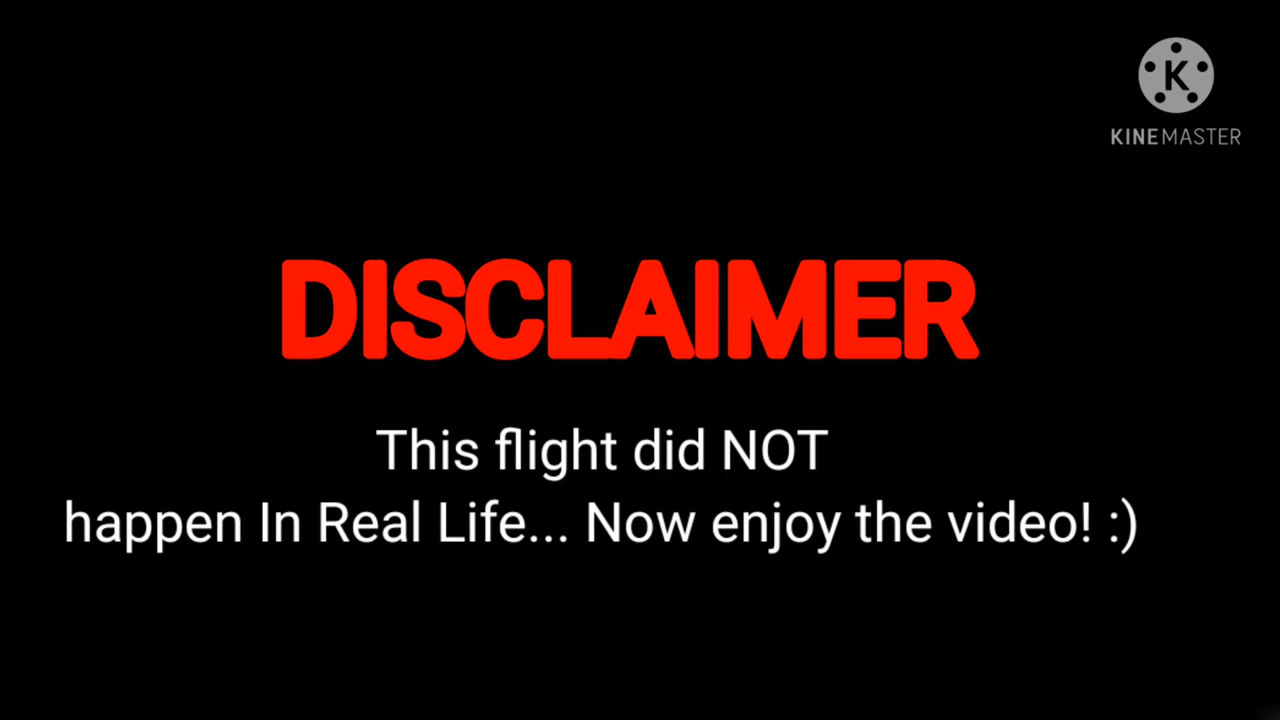 K
KINEMASTER
DISCLAIMER
This flight did NOT
happen In Real Life... Now enjoy the video! :)